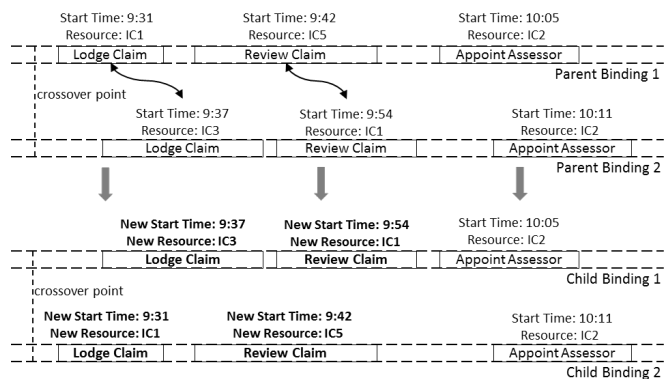 Start Time: 9:31 Start Time: 9:42 Start Time: 10:05
Resource: IC1 Resource: IC5 Resource: IC2
Lodge Claim Review Claim Appoint Assessor
Parent Binding 1
crossover point
Start Time: 9:37 Start Time: 9:54 Start Time: 10:11
Resource: IC3 Resource: IC1 Resource: IC2
Lodge Claim Review Claim Appoint Assessor
Parent Binding 2
New Start Time: 9:37 New Start Time: 9:54 Start Time: 10:05
New Resource: IC3 New Resource: IC1 Resource: IC2
Lodge Claim Review Claim Appoint Assessor
Child Binding 1
crossover point
New Start Time: 9:31 New Start Time: 9:42 Start Time: 10:11
New Resource: IC1 New Resource: IC5 Resource: IC2
Lodge Claim Review Claim Appoint Assessor
Child Binding 2